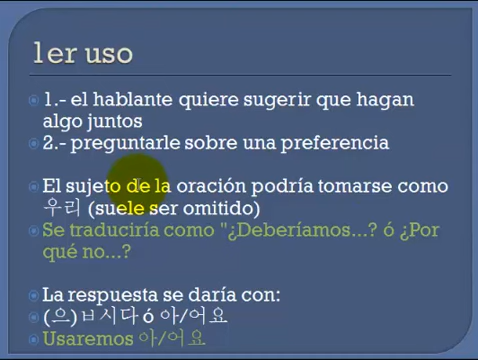 1er uso
1.- el hablante quiere sugerir que hagan
algo juntos
2.- preguntarle sobre una preferencia
El sujeto de la oración podría tomarse como
우리 (suele ser omitido)
Se traduciría como "¿Deberíamos...? ó ¿Por
qué no...?
La respuesta se daría con:
(으)ㅂ시다 ó 아/어요
Usaremos 아/어요